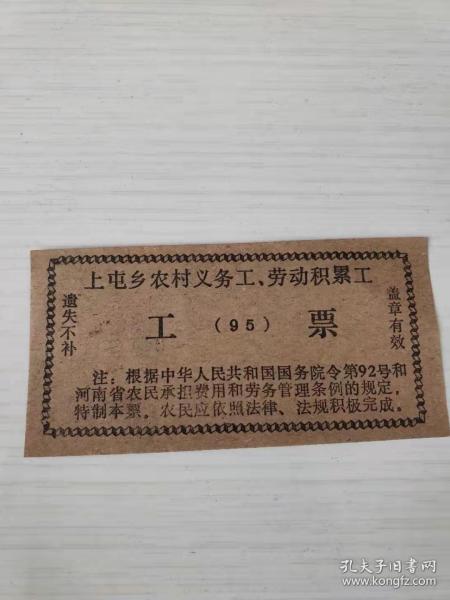 上屯乡农村义务工、劳动积累工
遗失不补
工（95）票
盖章有效
注：根据中华人民共和国国务院令第92号和
河南省农民承担费用和劳务管理条例的规定，
特制本票。农民应依照法律、法规积极完成。
孔夫子旧书网
www.kongfz.com